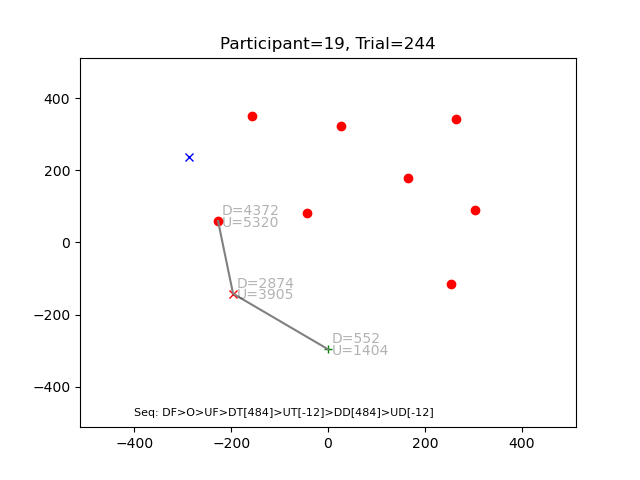 Participant=19, Trial=244
400
200
0
−200
−400
D=4372
U=5320
D=2874
U=3905
D=552
U=1404
Seq: DF>O>UF>DT[484]>UT[-12]>DD[484]>UD[-12]
−400 −200 0 200 400